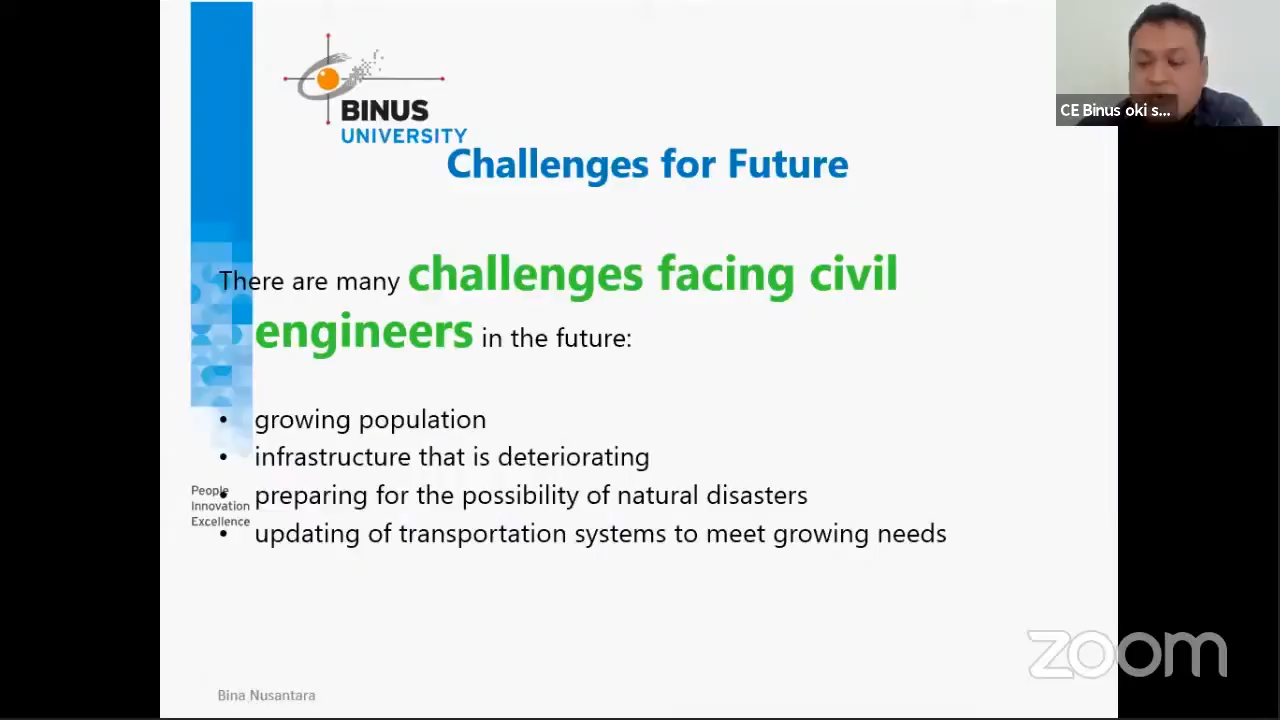 BINUS
UNIVERSITY
CE Binus oki s...
Challenges for Future
There are many challenges facing civil
engineers in the future:
• growing population
• infrastructure that is deteriorating
• preparing for the possibility of natural disasters
• updating of transportation systems to meet growing needs
People
Innovation
Excellence
Bina Nusantara
zoom